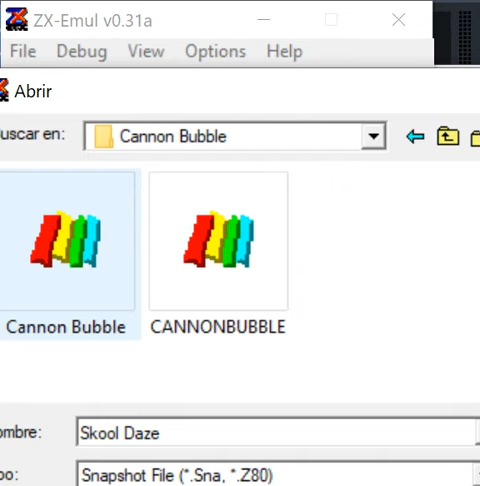 ZX-Emul v0.31a
File Debug View Options Help
Abrir
uscar en: Cannon Bubble
Cannon Bubble CANNONBUBBLE
ombre: Skool Daze
po: Snapshot File (*.Sna, *.Z80)